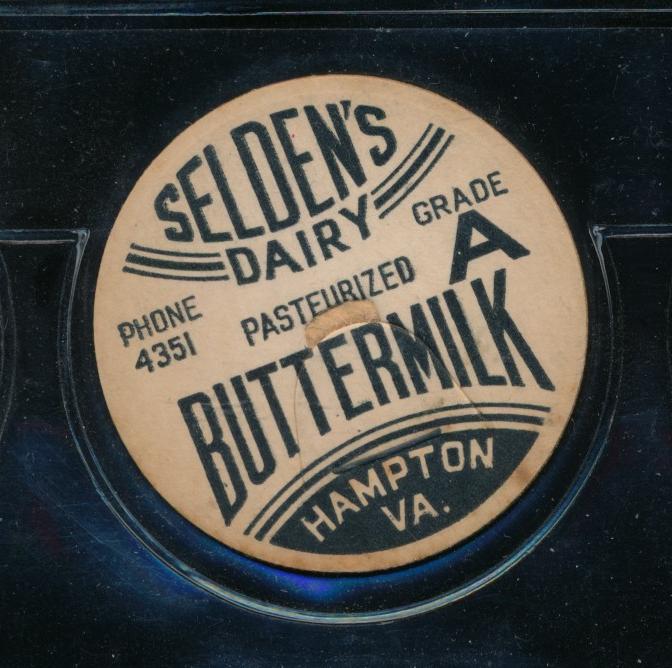 SELDEN'S
DAIRY
GRADE
A
PHONE
4351
PASTEURIZED
BUTTERMILK
HAMPTON
VA.